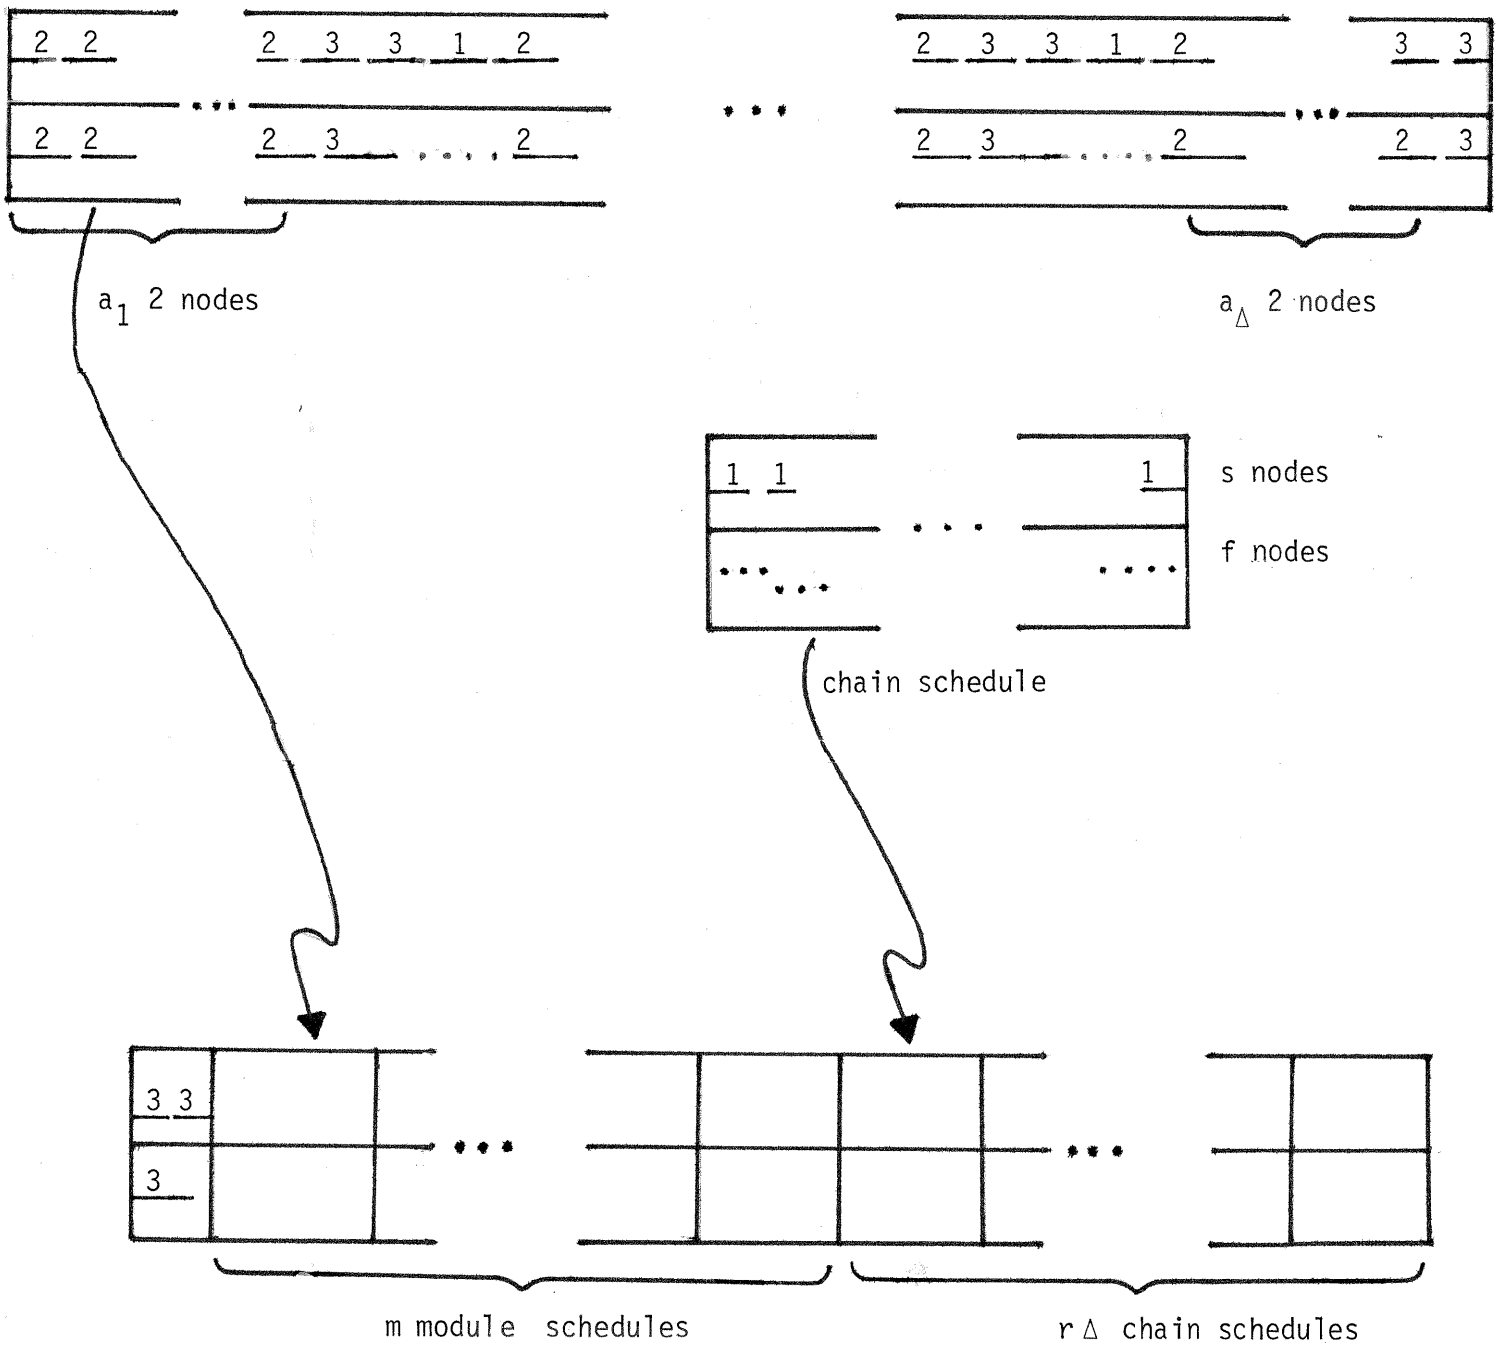 2 2 2 3 3 1 2 2 3 3 1 2 3 3
2 2 2 3 2 2 3 2 2 3
a₁ 2 nodes
a_Δ 2 nodes
1 1 1 s nodes
f nodes
chain schedule
3 3
3
m module schedules
r Δ chain schedules